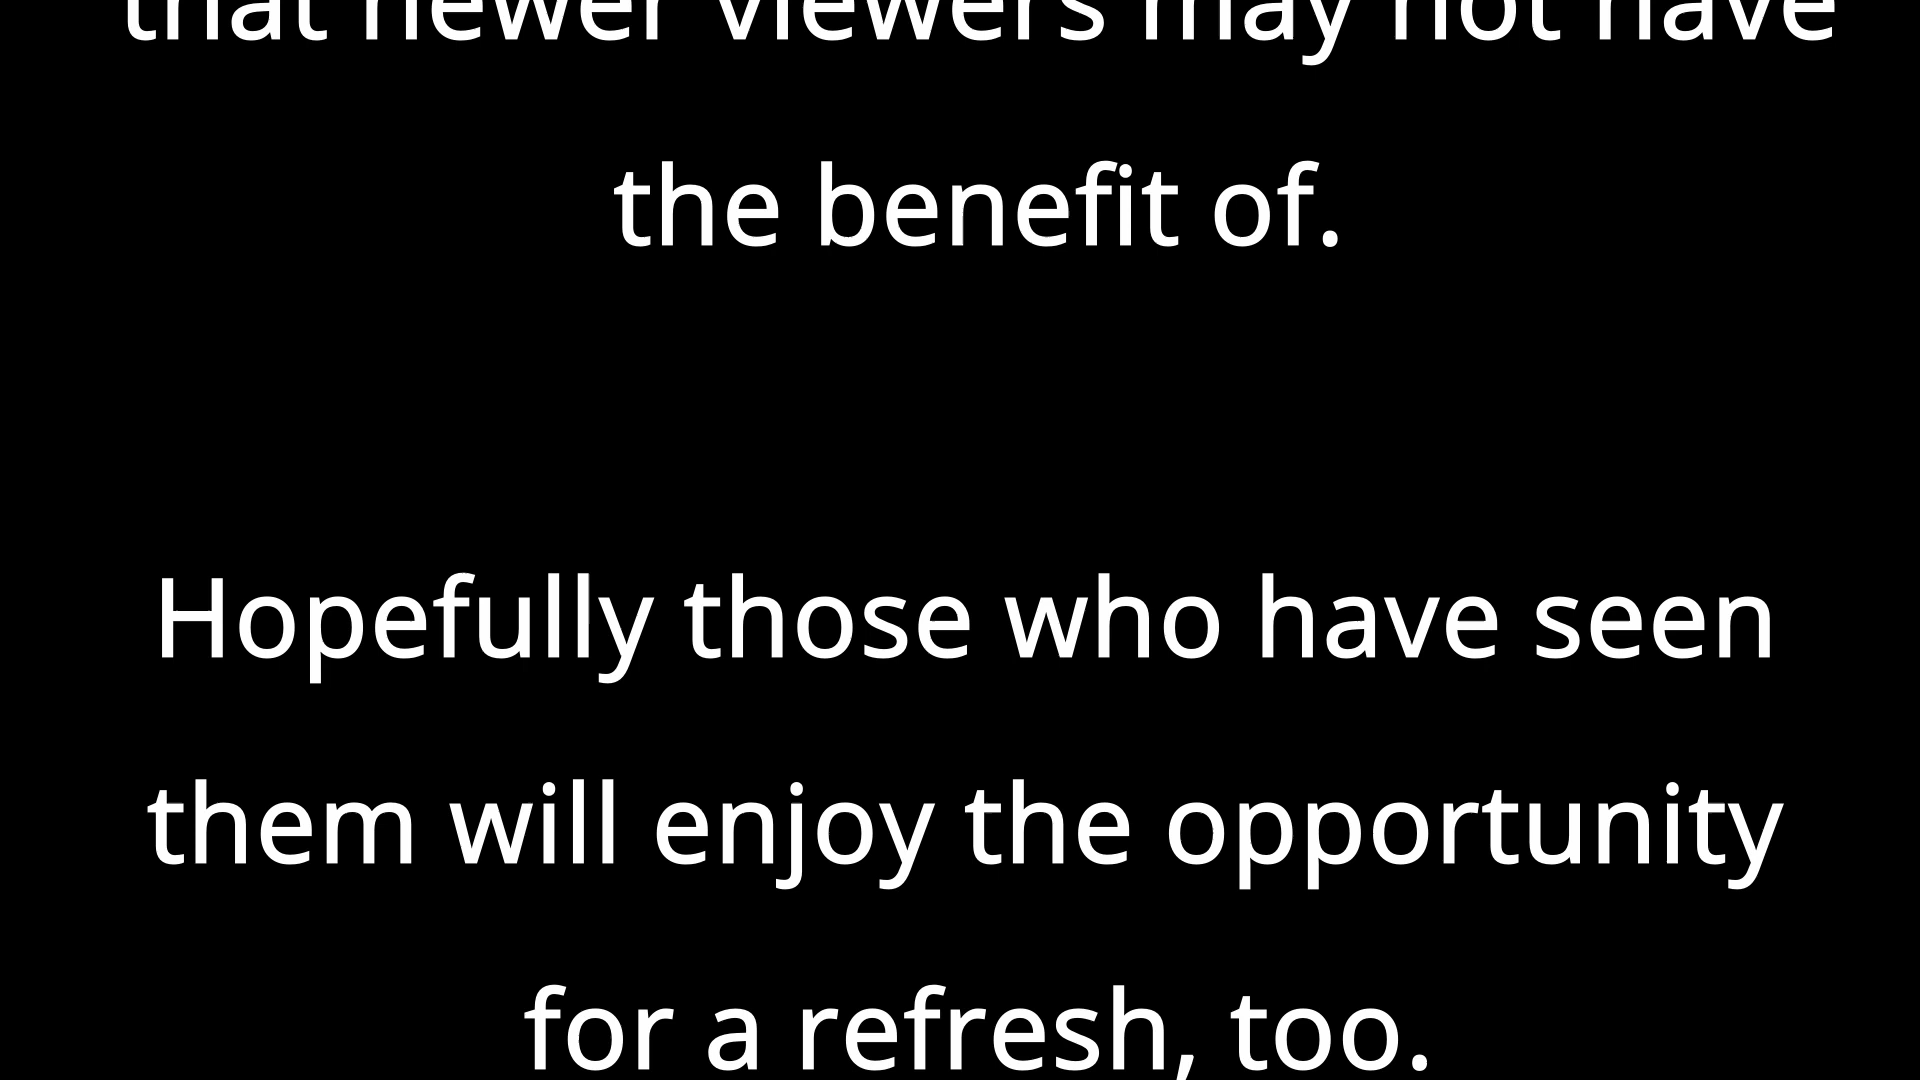 that newer viewers may not have
the benefit of.
Hopefully those who have seen
them will enjoy the opportunity
for a refresh, too.